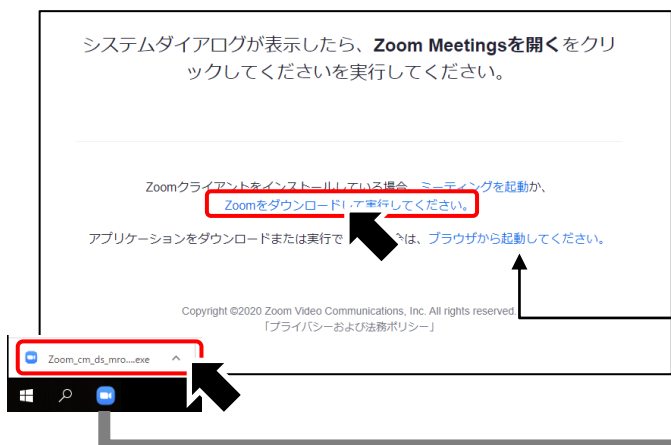 システムダイアログが表示したら、Zoom Meetingsを開くをクリ
ックしてくださいを実行してください。
Zoomクライアントをインストールしている場合、ミーティングを起動か、
Zoomをダウンロードして実行してください。
アプリケーションをダウンロードまたは実行で 合は、ブラウザから起動してください。
Copyright ©2020 Zoom Video Communications, Inc. All rights reserved.
「プライバシーおよび法務ポリシー」
Zoom_cm_ds_mro....exe